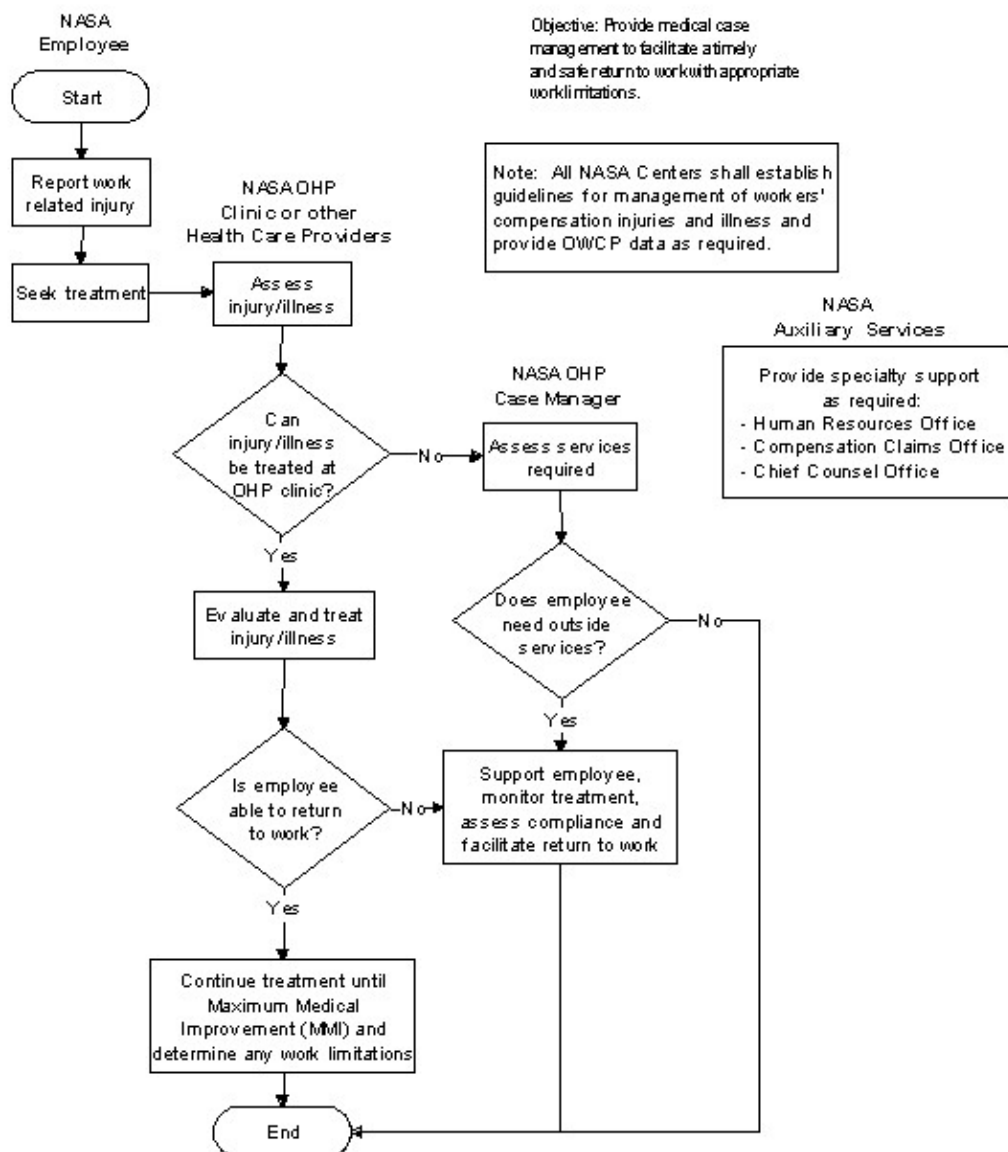 NASA
Employee
Start
Report work
related injury
Seek treatment
Objective: Provide medical case
management to facilitate a timely
and safe return to work with appropriate
work limitations.
Note: All NASA Centers shall establish
guidelines for management of workers'
compensation injuries and illness and
provide OWCP data as required.
NASA OHP
Clinic or other
Health Care Providers
Assess
injury/illness
NASA
Auxiliary Services
Provide specialty support
as required:
- Human Resources Office
- Compensation Claims Office
- Chief Counsel Office
Can
injury/illness
be treated at
OHP clinic?
No
NASA OHP
Case Manager
Assess services
required
Yes
Evaluate and treat
injury/illness
Does employee
need outside
services?
No
Yes
Is employee
able to return
to work?
No
Support employee,
monitor treatment,
assess compliance and
facilitate return to work
Yes
Continue treatment until
Maximum Medical
Improvement (MMI) and
determine any work limitations
End